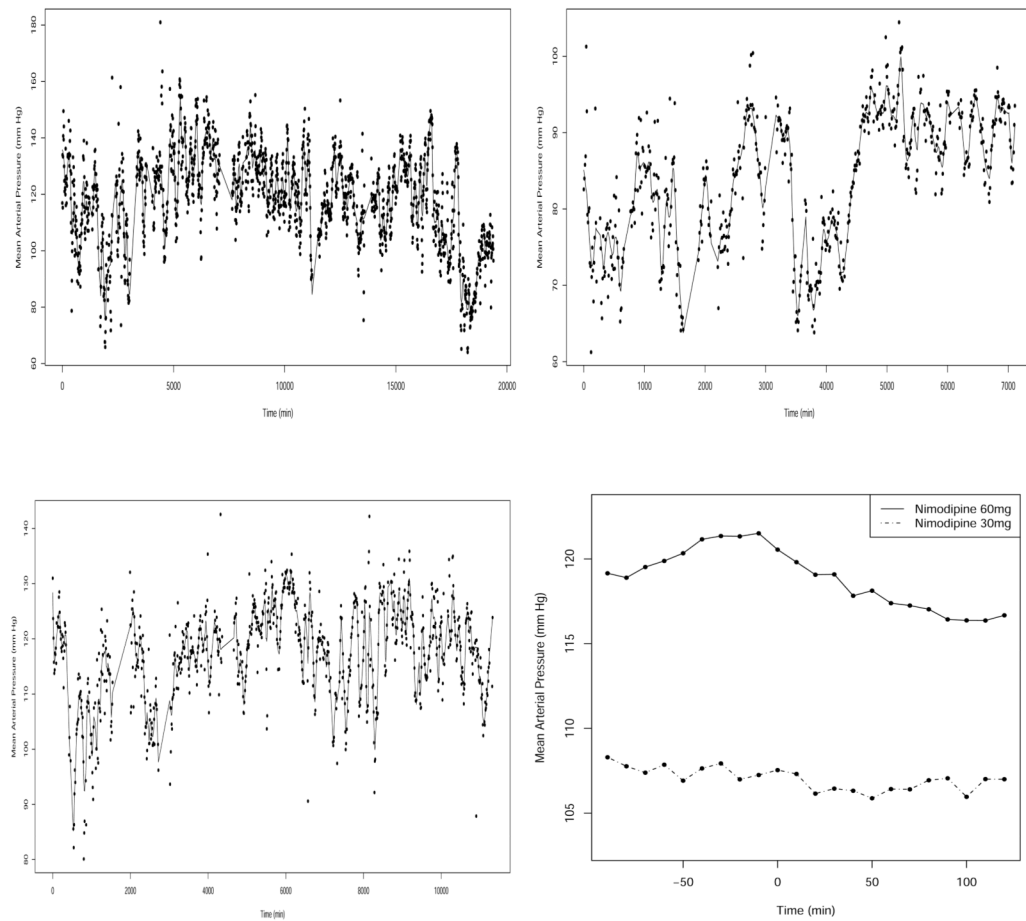 180
160
140
120
100
80
60
Mean Arterial Pressure (mm Hg)
0 5000 10000 15000 20000
Time (min)
100
90
80
70
60
Mean Arterial Pressure (mm Hg)
0 1000 2000 3000 4000 5000 6000 7000
Time (min)
140
130
120
110
100
90
80
Mean Arterial Pressure (mm Hg)
0 2000 4000 6000 8000 10000
Time (min)
Nimodipine 60mg
Nimodipine 30mg
120
115
110
105
Mean Arterial Pressure (mm Hg)
−50 0 50 100
Time (min)